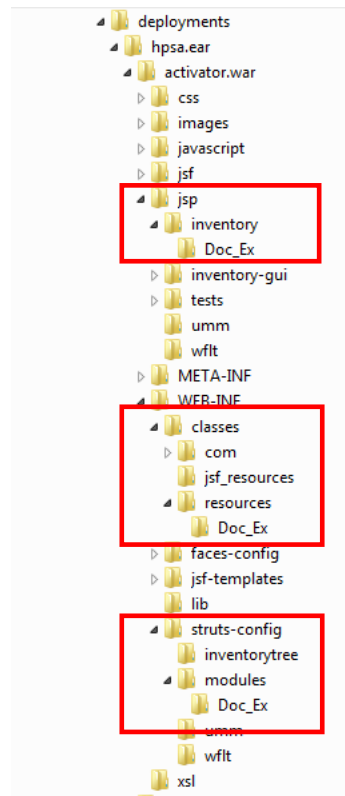 deployments
hpsa.ear
activator.war
css
images
javascript
jsf
jsp
inventory
Doc_Ex
inventory-gui
tests
umm
wflt
META-INF
WEB-INF
classes
com
jsf_resources
resources
Doc_Ex
faces-config
jsf-templates
lib
struts-config
inventorytree
modules
Doc_Ex
umm
wflt
xsl